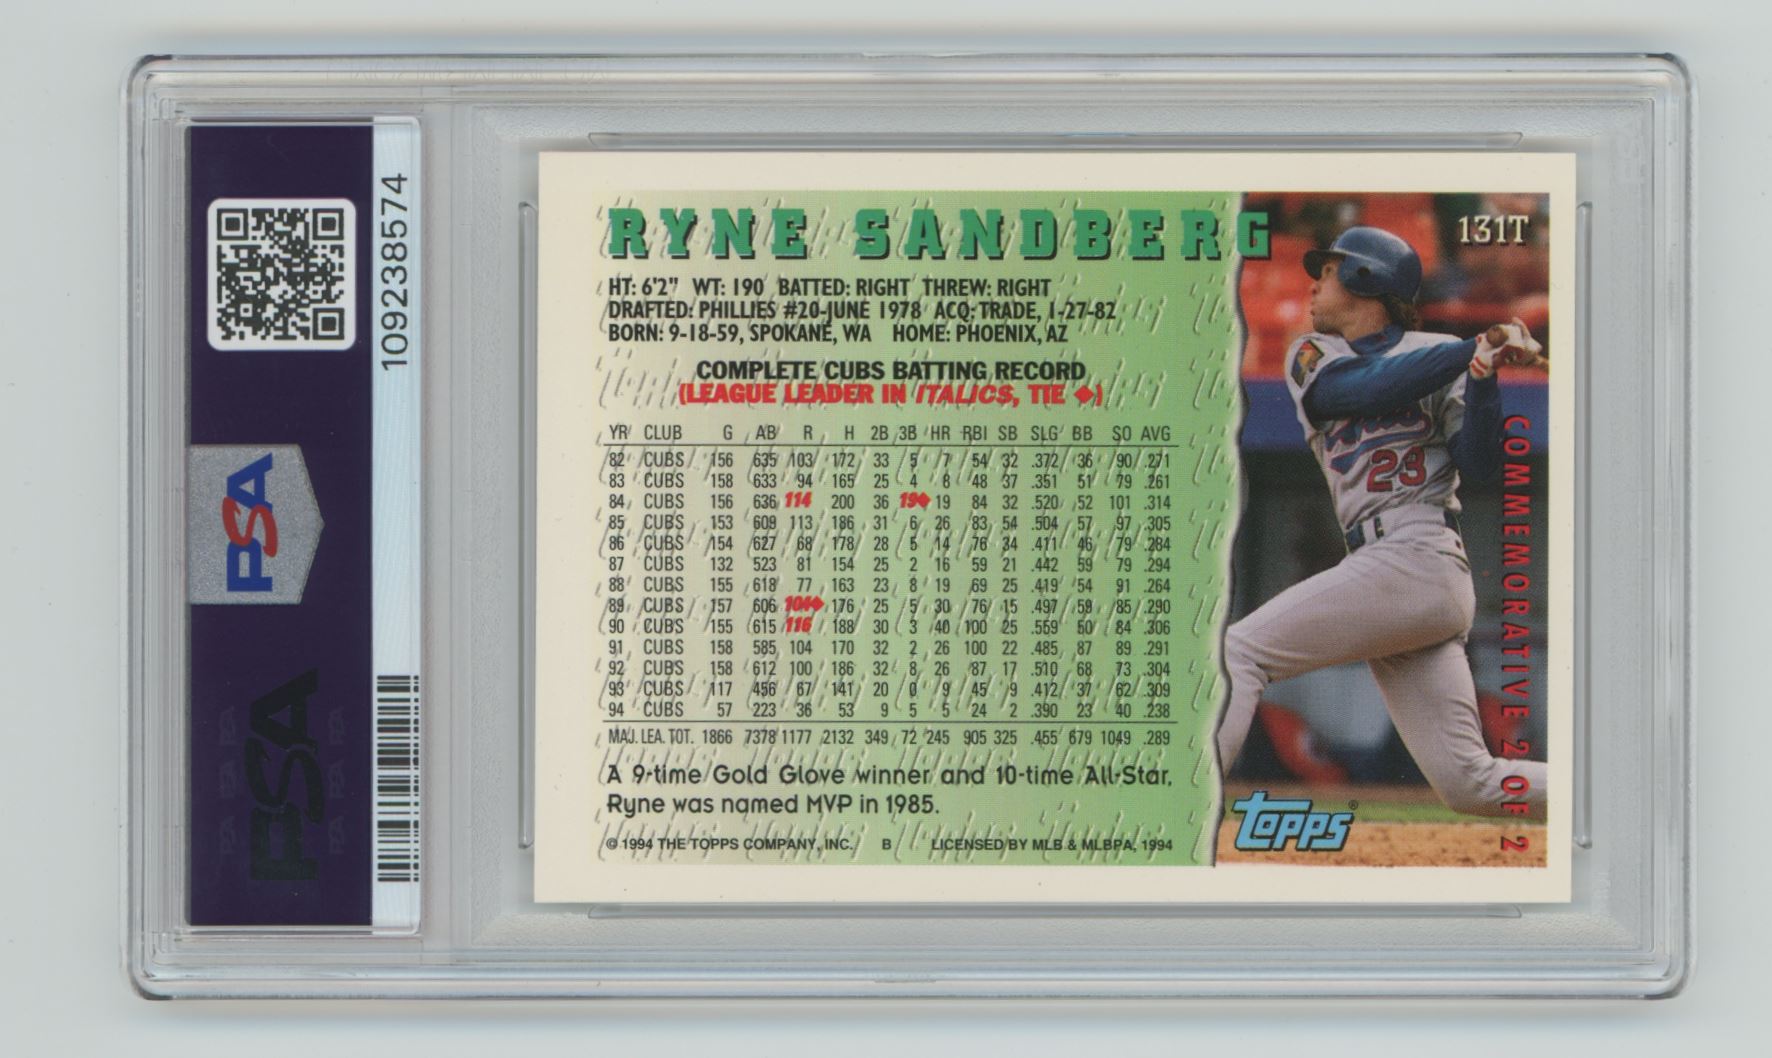 RYNE SANDBERG
131T
HT: 6'2" WT: 190 BATTED: RIGHT THREW: RIGHT
DRAFTED: PHILLIES #20-JUNE 1978 ACQ: TRADE, 1-27-82
BORN: 9-18-59, SPOKANE, WA HOME: PHOENIX, AZ
COMPLETE CUBS BATTING RECORD
(LEAGUE LEADER IN ITALICS, TIE ◆)
YR CLUB G AB R H 2B 3B HR RBI SB SLG BB SO AVG
82 CUBS 156 635 103 172 33 5 7 54 32 .372 36 90 .271
83 CUBS 158 633 94 165 25 4 8 48 37 .351 51 79 .261
84 CUBS 156 636 114 200 36 19◆ 19 84 32 .520 52 101 .314
85 CUBS 153 609 113 186 31 6 26 83 54 .504 57 97 .305
86 CUBS 154 627 68 178 28 5 14 76 34 .411 46 79 .284
87 CUBS 132 523 81 154 25 2 16 59 21 .442 59 79 .294
88 CUBS 155 618 77 163 23 8 19 69 25 .419 54 91 .264
89 CUBS 157 606 104◆ 176 25 5 30 76 15 .497 59 85 .290
90 CUBS 155 615 116 188 30 3 40 100 25 .559 50 84 .306
91 CUBS 158 585 104 170 32 2 26 100 22 .485 87 89 .291
92 CUBS 158 612 100 186 32 8 26 87 17 .510 68 73 .304
93 CUBS 117 456 67 141 20 0 9 45 9 .412 37 62 .309
94 CUBS 57 223 36 53 9 5 5 24 2 .390 23 40 .238
MAJ. LEA. TOT. 1866 7378 1177 2132 349 72 245 905 325 .455 679 1049 .289
A 9-time Gold Glove winner and 10-time All-Star,
Ryne was named MVP in 1985.
© 1994 THE TOPPS COMPANY, INC. B LICENSED BY MLB & MLBPA, 1994
23
COMMEMORATIVE 2 OF 2
topps®
109238574
PSA
PSA